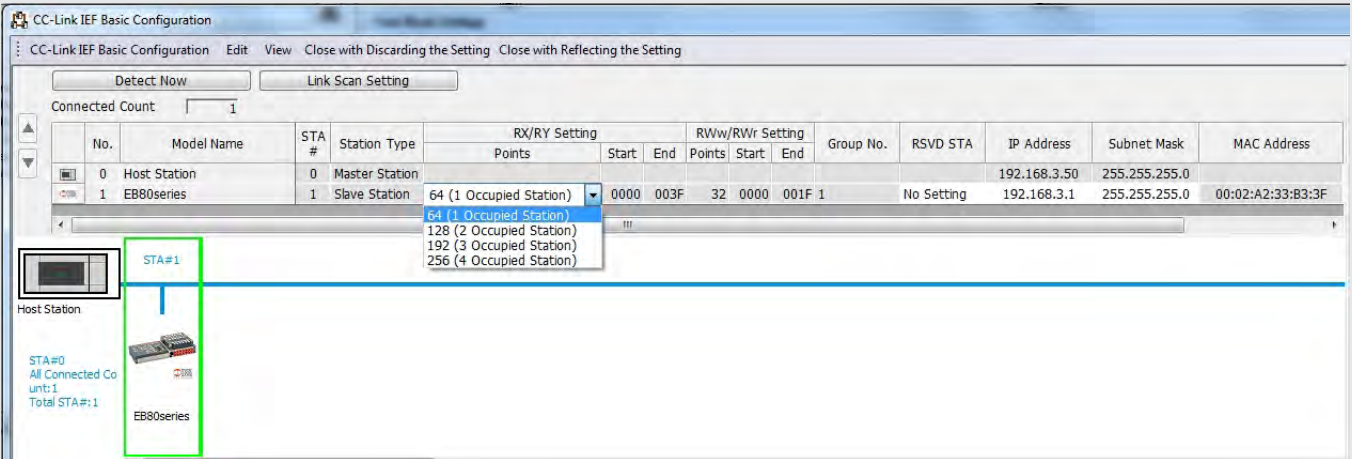 CC-Link IEF Basic Configuration
CC-Link IEF Basic Configuration Edit View Close with Discarding the Setting Close with Reflecting the Setting
Detect Now Link Scan Setting
Connected Count 1
No. Model Name STA # Station Type RX/RY Setting RWw/RWr Setting Group No. RSVD STA IP Address Subnet Mask MAC Address
Points Start End Points Start End
0 Host Station 0 Master Station 192.168.3.50 255.255.255.0
1 EB80series 1 Slave Station 64 (1 Occupied Station) 0000 003F 32 0000 001F 1 No Setting 192.168.3.1 255.255.255.0 00:02:A2:33:B3:3F
64 (1 Occupied Station)
128 (2 Occupied Station)
192 (3 Occupied Station)
256 (4 Occupied Station)
STA#1
Host Station
STA#0
All Connected Co
unt:1
Total STA#:1
EB80series